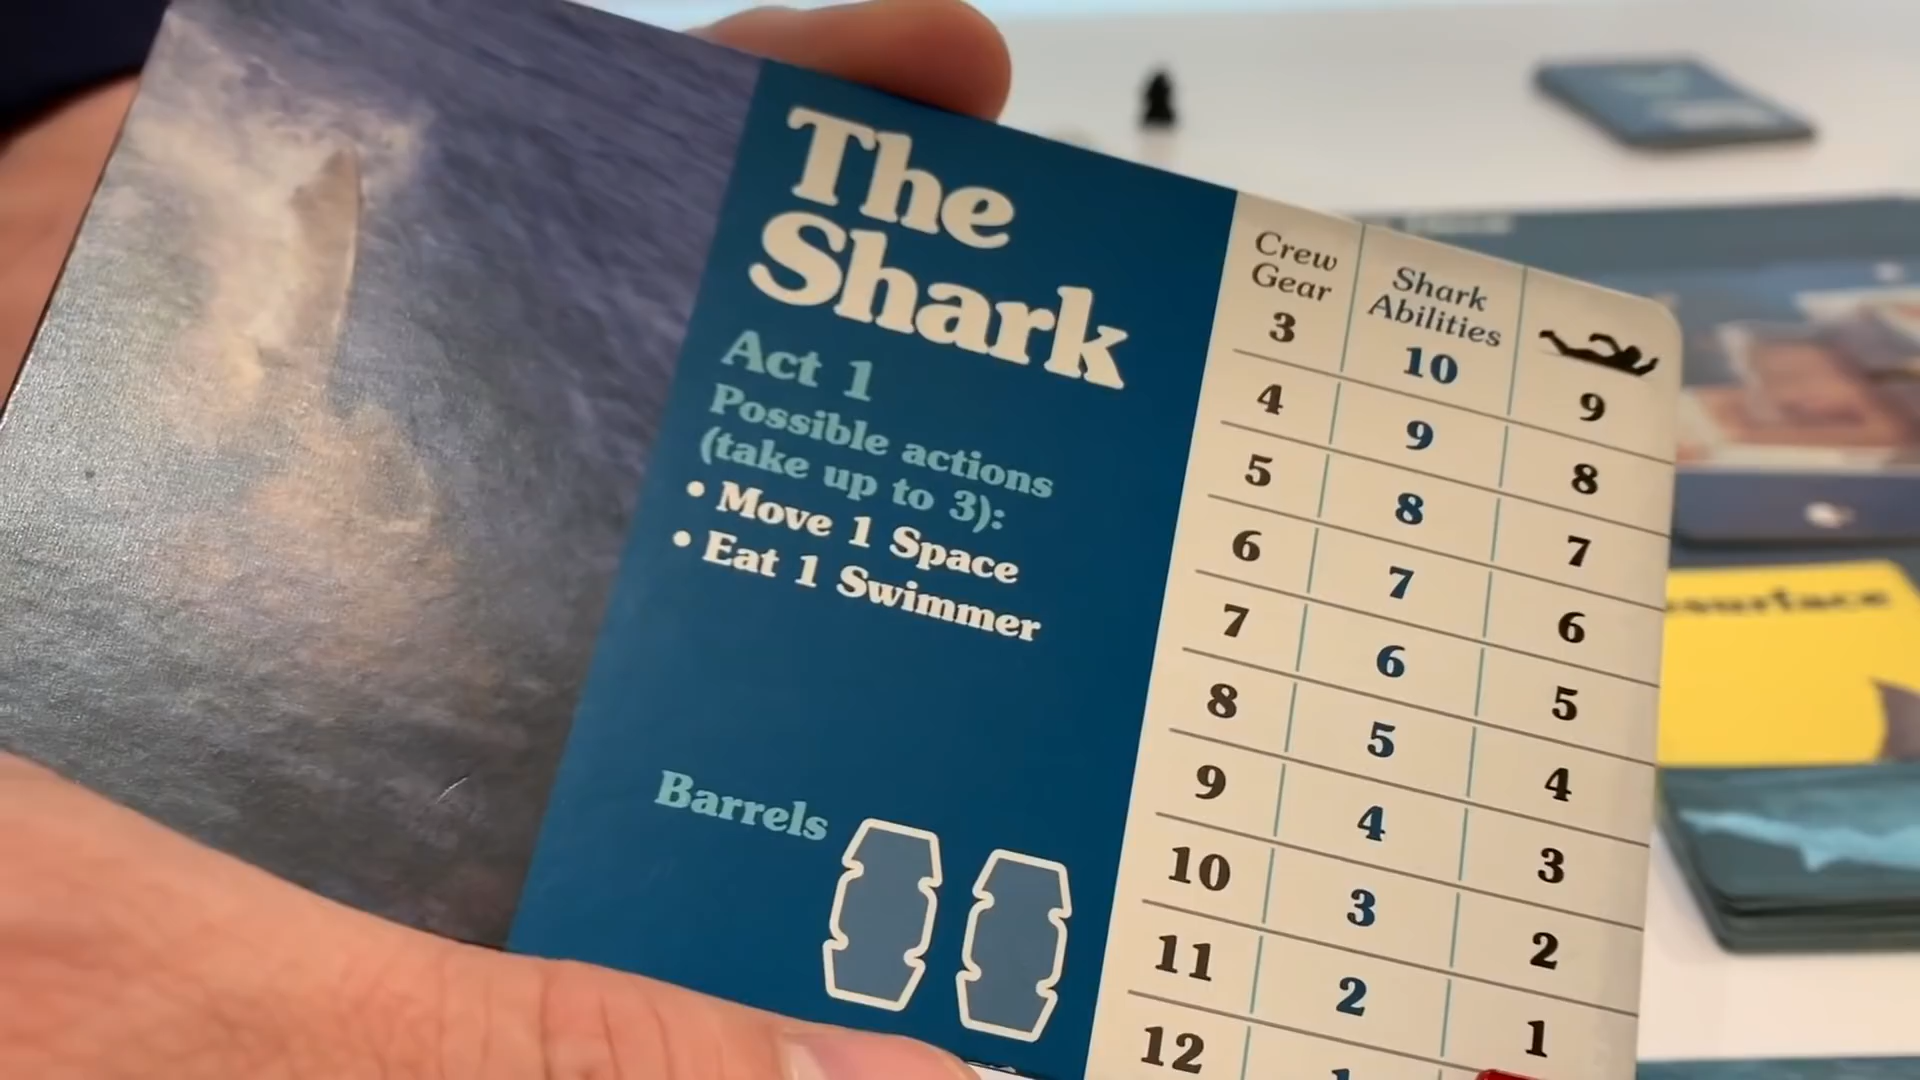 The
Shark
Act 1
Possible actions
(take up to 3):
• Move 1 Space
• Eat 1 Swimmer
Barrels
Crew
Gear
Shark
Abilities
3 10 9
4 9 8
5 8 7
6 7 6
7 6 5
8 5 4
9 4 3
10 3 2
11 2 1
12 1